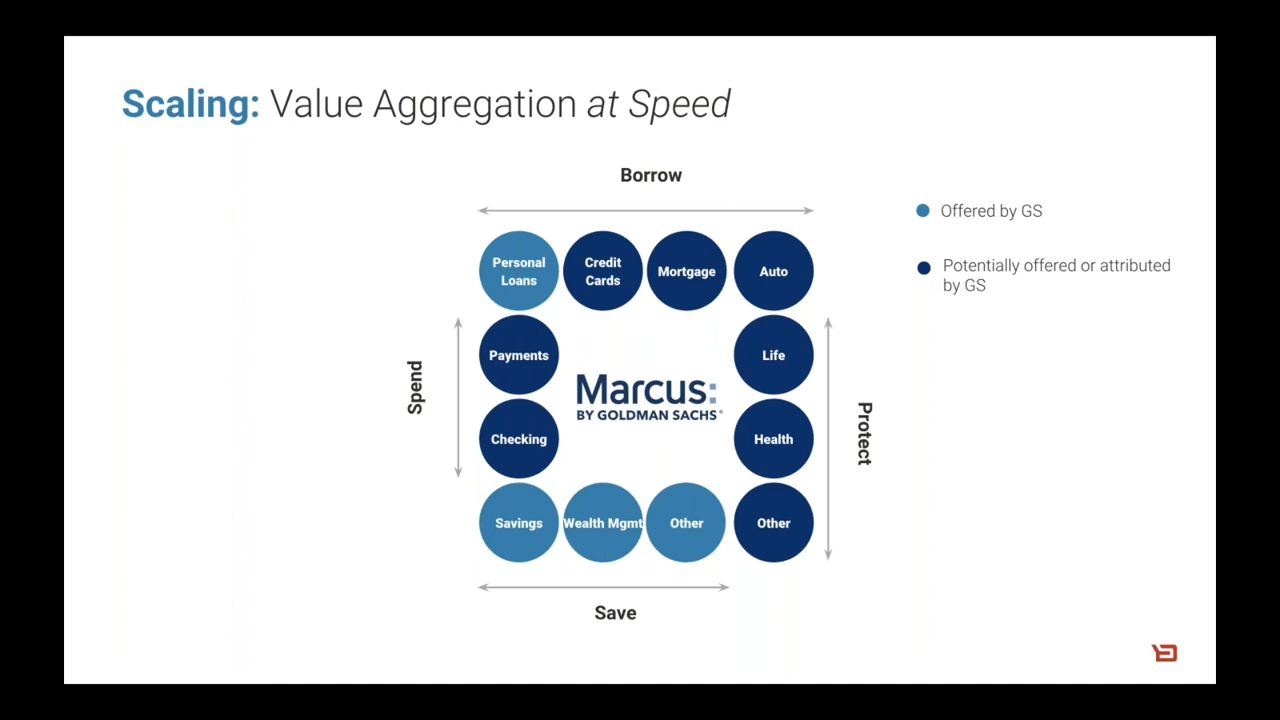 Scaling: Value Aggregation at Speed
Borrow
Offered by GS
Potentially offered or attributed
by GS
Personal
Loans
Credit
Cards
Mortgage
Auto
Spend
Payments
Life
Marcus:
BY GOLDMAN SACHS®
Protect
Checking
Health
Savings
Wealth Mgmt
Other
Other
Save